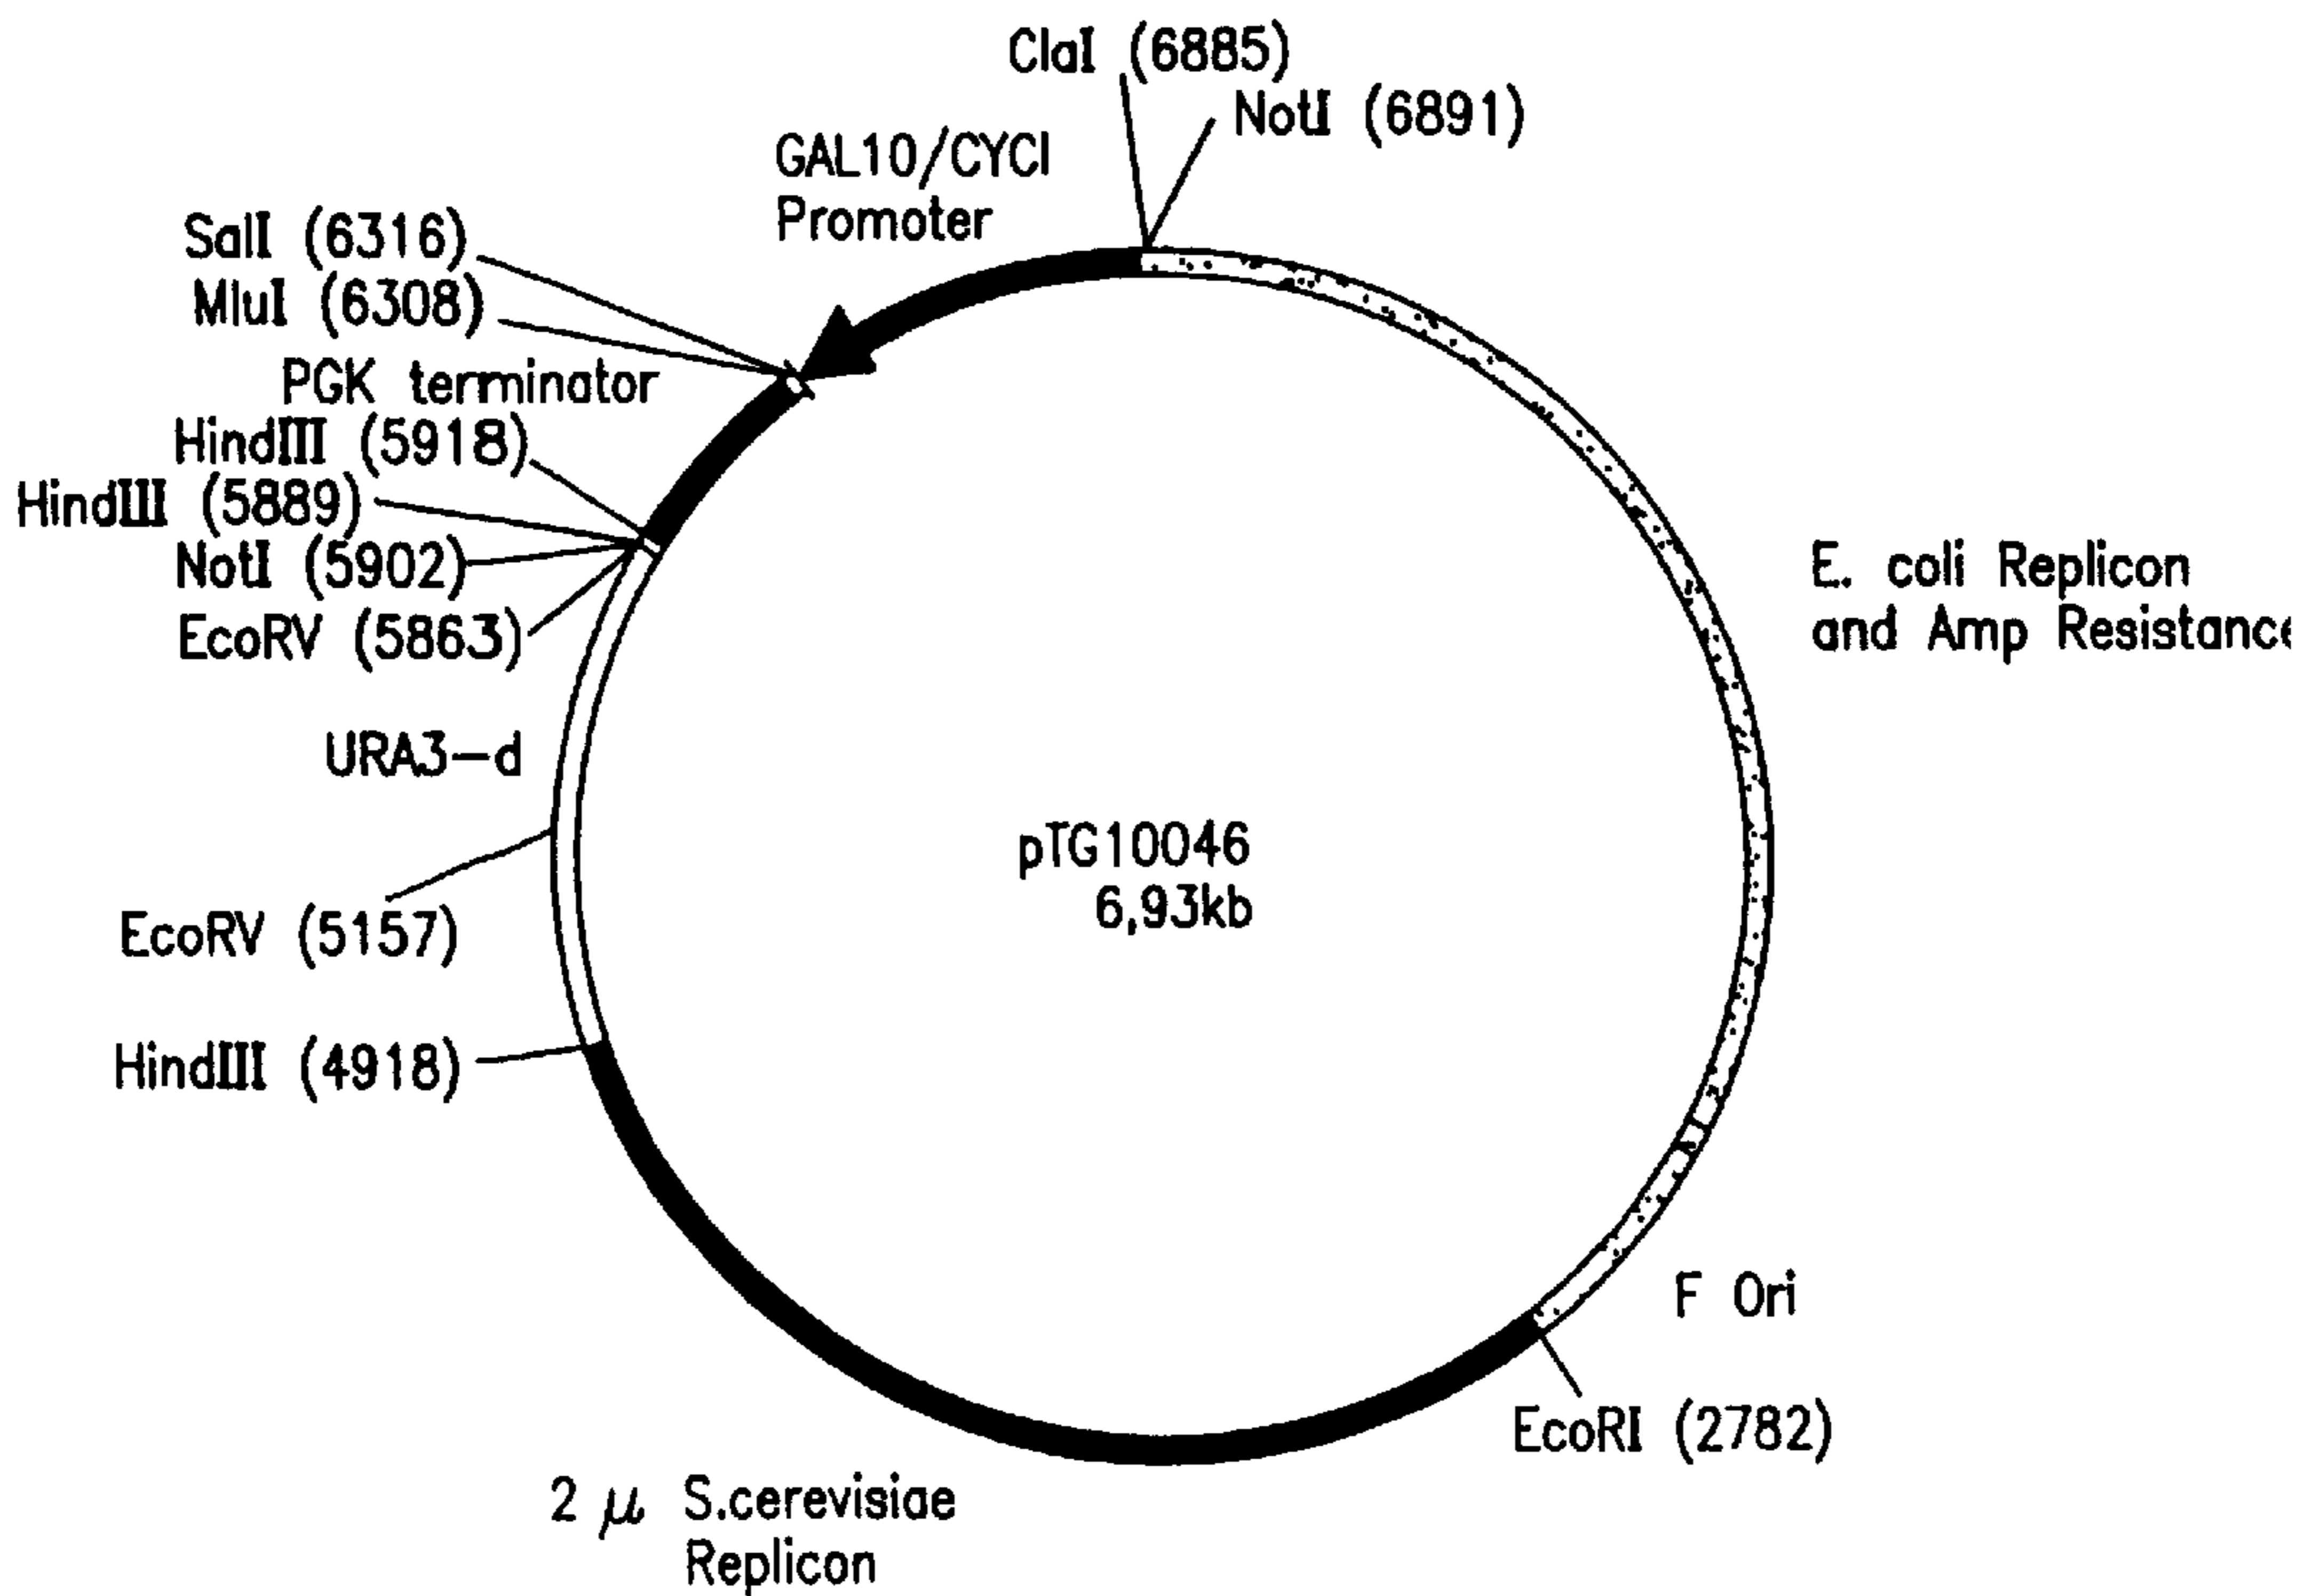 ClaI (6885)
NotI (6891)
GAL10/CYCI
Promoter
SalI (6316)
MluI (6308)
PGK terminator
HindIII (5918)
HindIII (5889)
NotI (5902)
EcoRV (5863)
E. coli Replicon
and Amp Resistance
URA3-d
pTG10046
6,93kb
EcoRV (5157)
HindIII (4918)
F Ori
EcoRI (2782)
2 μ S.cerevisiae
Replicon